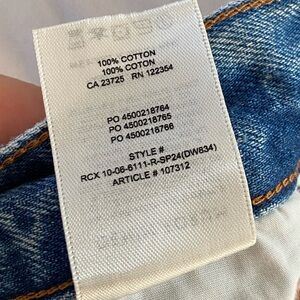 100% COTTON
100% COTON
CA 23725 RN 122354
PO 4500218764
PO 4500218765
PO 4500218766
STYLE #
RCX 10-06-6111-R-SP24(DW834)
ARTICLE # 107312